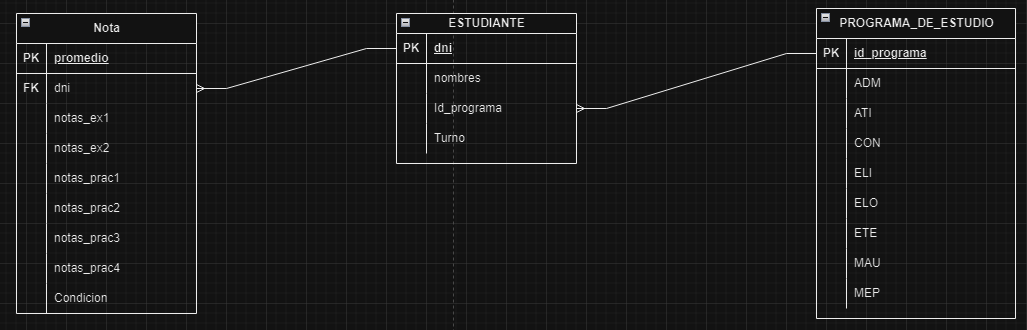 Nota
PK promedio
FK dni
notas_ex1
notas_ex2
notas_prac1
notas_prac2
notas_prac3
notas_prac4
Condicion
ESTUDIANTE
PK dni
nombres
Id_programa
Turno
PROGRAMA_DE_ESTUDIO
PK id_programa
ADM
ATI
CON
ELI
ELO
ETE
MAU
MEP